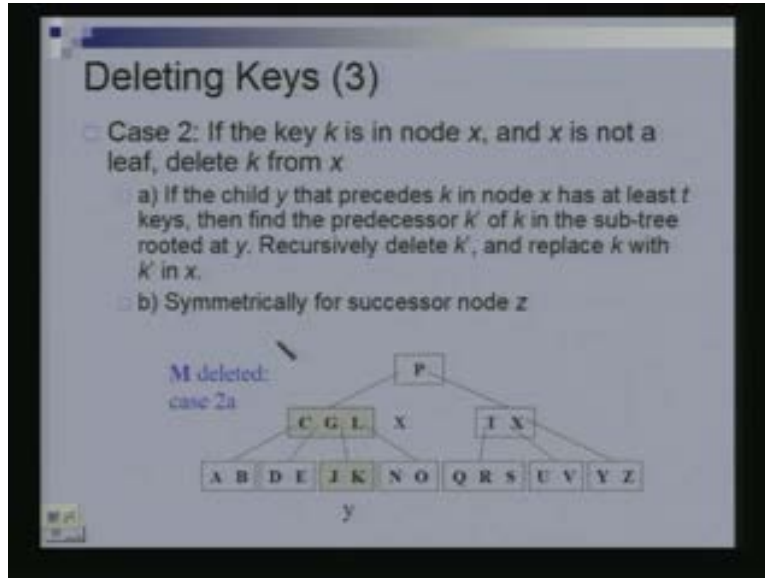 Deleting Keys (3)
Case 2: If the key k is in node x, and x is not a
leaf, delete k from x
a) If the child y that precedes k in node x has at least t
keys, then find the predecessor k' of k in the sub-tree
rooted at y. Recursively delete k', and replace k with
k' in x.
b) Symmetrically for successor node z
M deleted:
case 2a
P
C G L x T X
A B D E J K N O Q R S U V Y Z
y